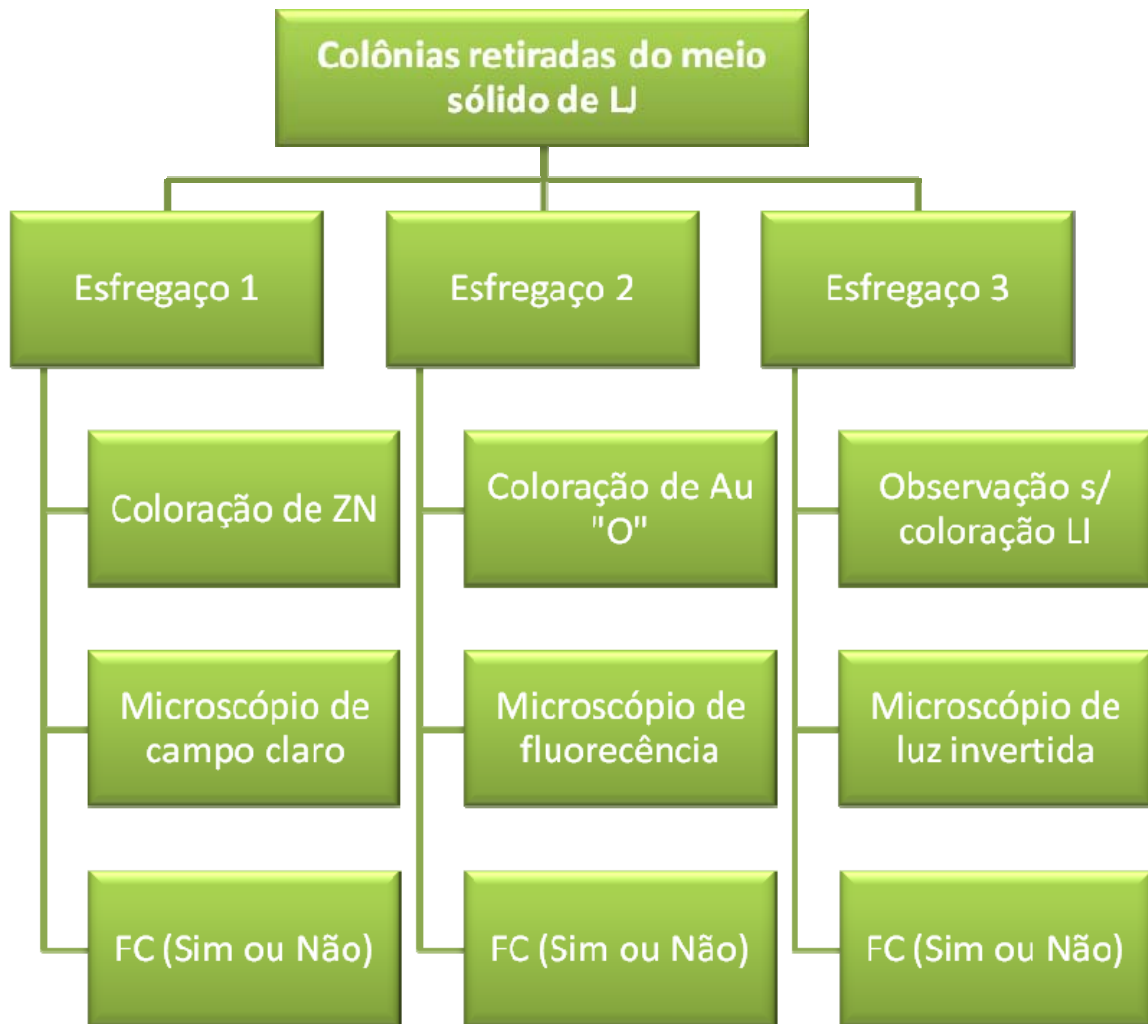 Colônias retiradas do meio
sólido de LJ
Esfregaço 1
Esfregaço 2
Esfregaço 3
Coloração de ZN
Coloração de Au
"O"
Observação s/
coloração LI
Microscópio de
campo claro
Microscópio de
fluorecência
Microscópio de
luz invertida
FC (Sim ou Não)
FC (Sim ou Não)
FC (Sim ou Não)